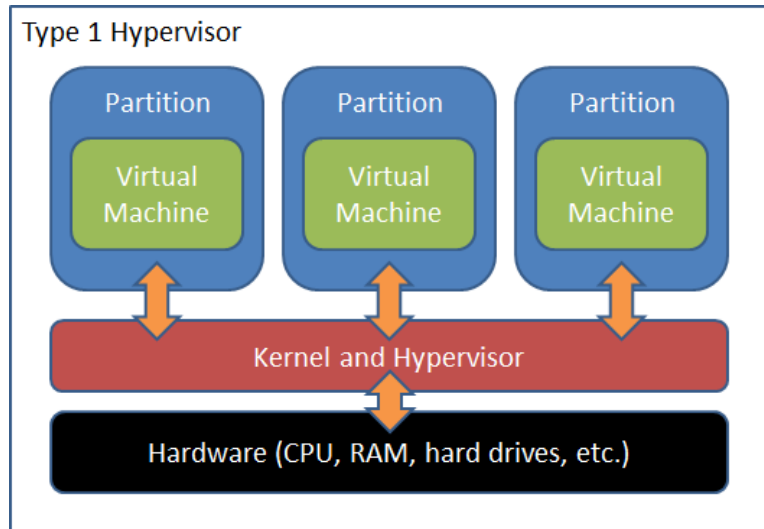 Type 1 Hypervisor
Partition
Virtual
Machine
Partition
Virtual
Machine
Partition
Virtual
Machine
Kernel and Hypervisor
Hardware (CPU, RAM, hard drives, etc.)